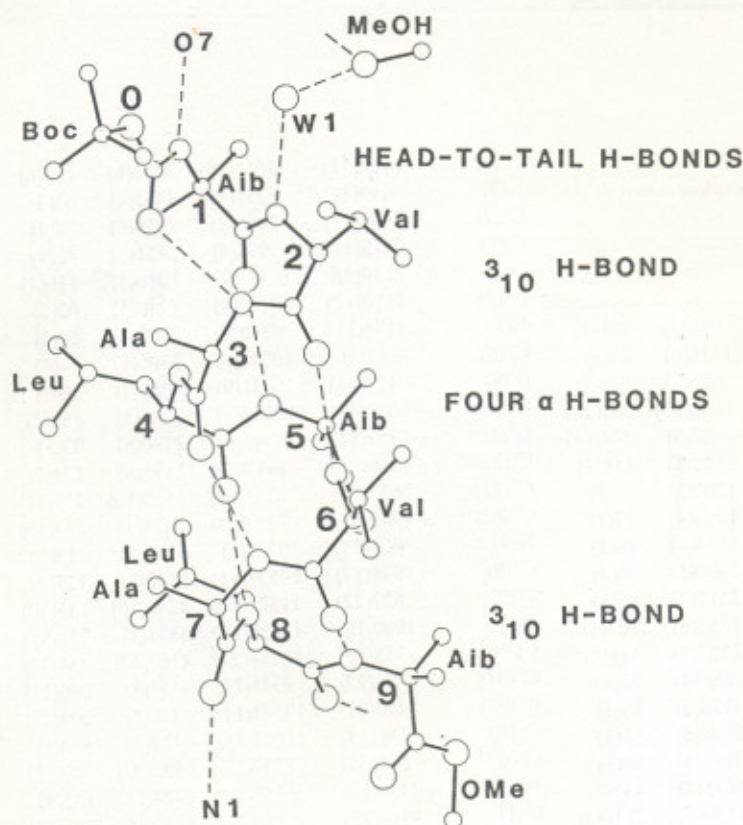 O7
MeOH
O
Boc
W1
HEAD-TO-TAIL H-BONDS
Aib
1
Val
2
3₁₀ H-BOND
Ala
3
Leu
4
FOUR α H-BONDS
5
Aib
6
Val
Leu
Ala
7
8
3₁₀ H-BOND
9
Aib
N1
OMe